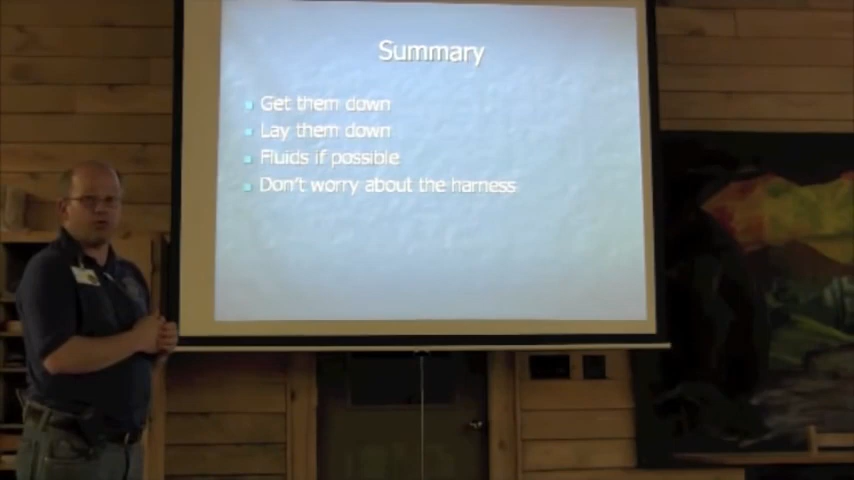 Summary
Get them down
Lay them down
Fluids if possible
Don't worry about the harness